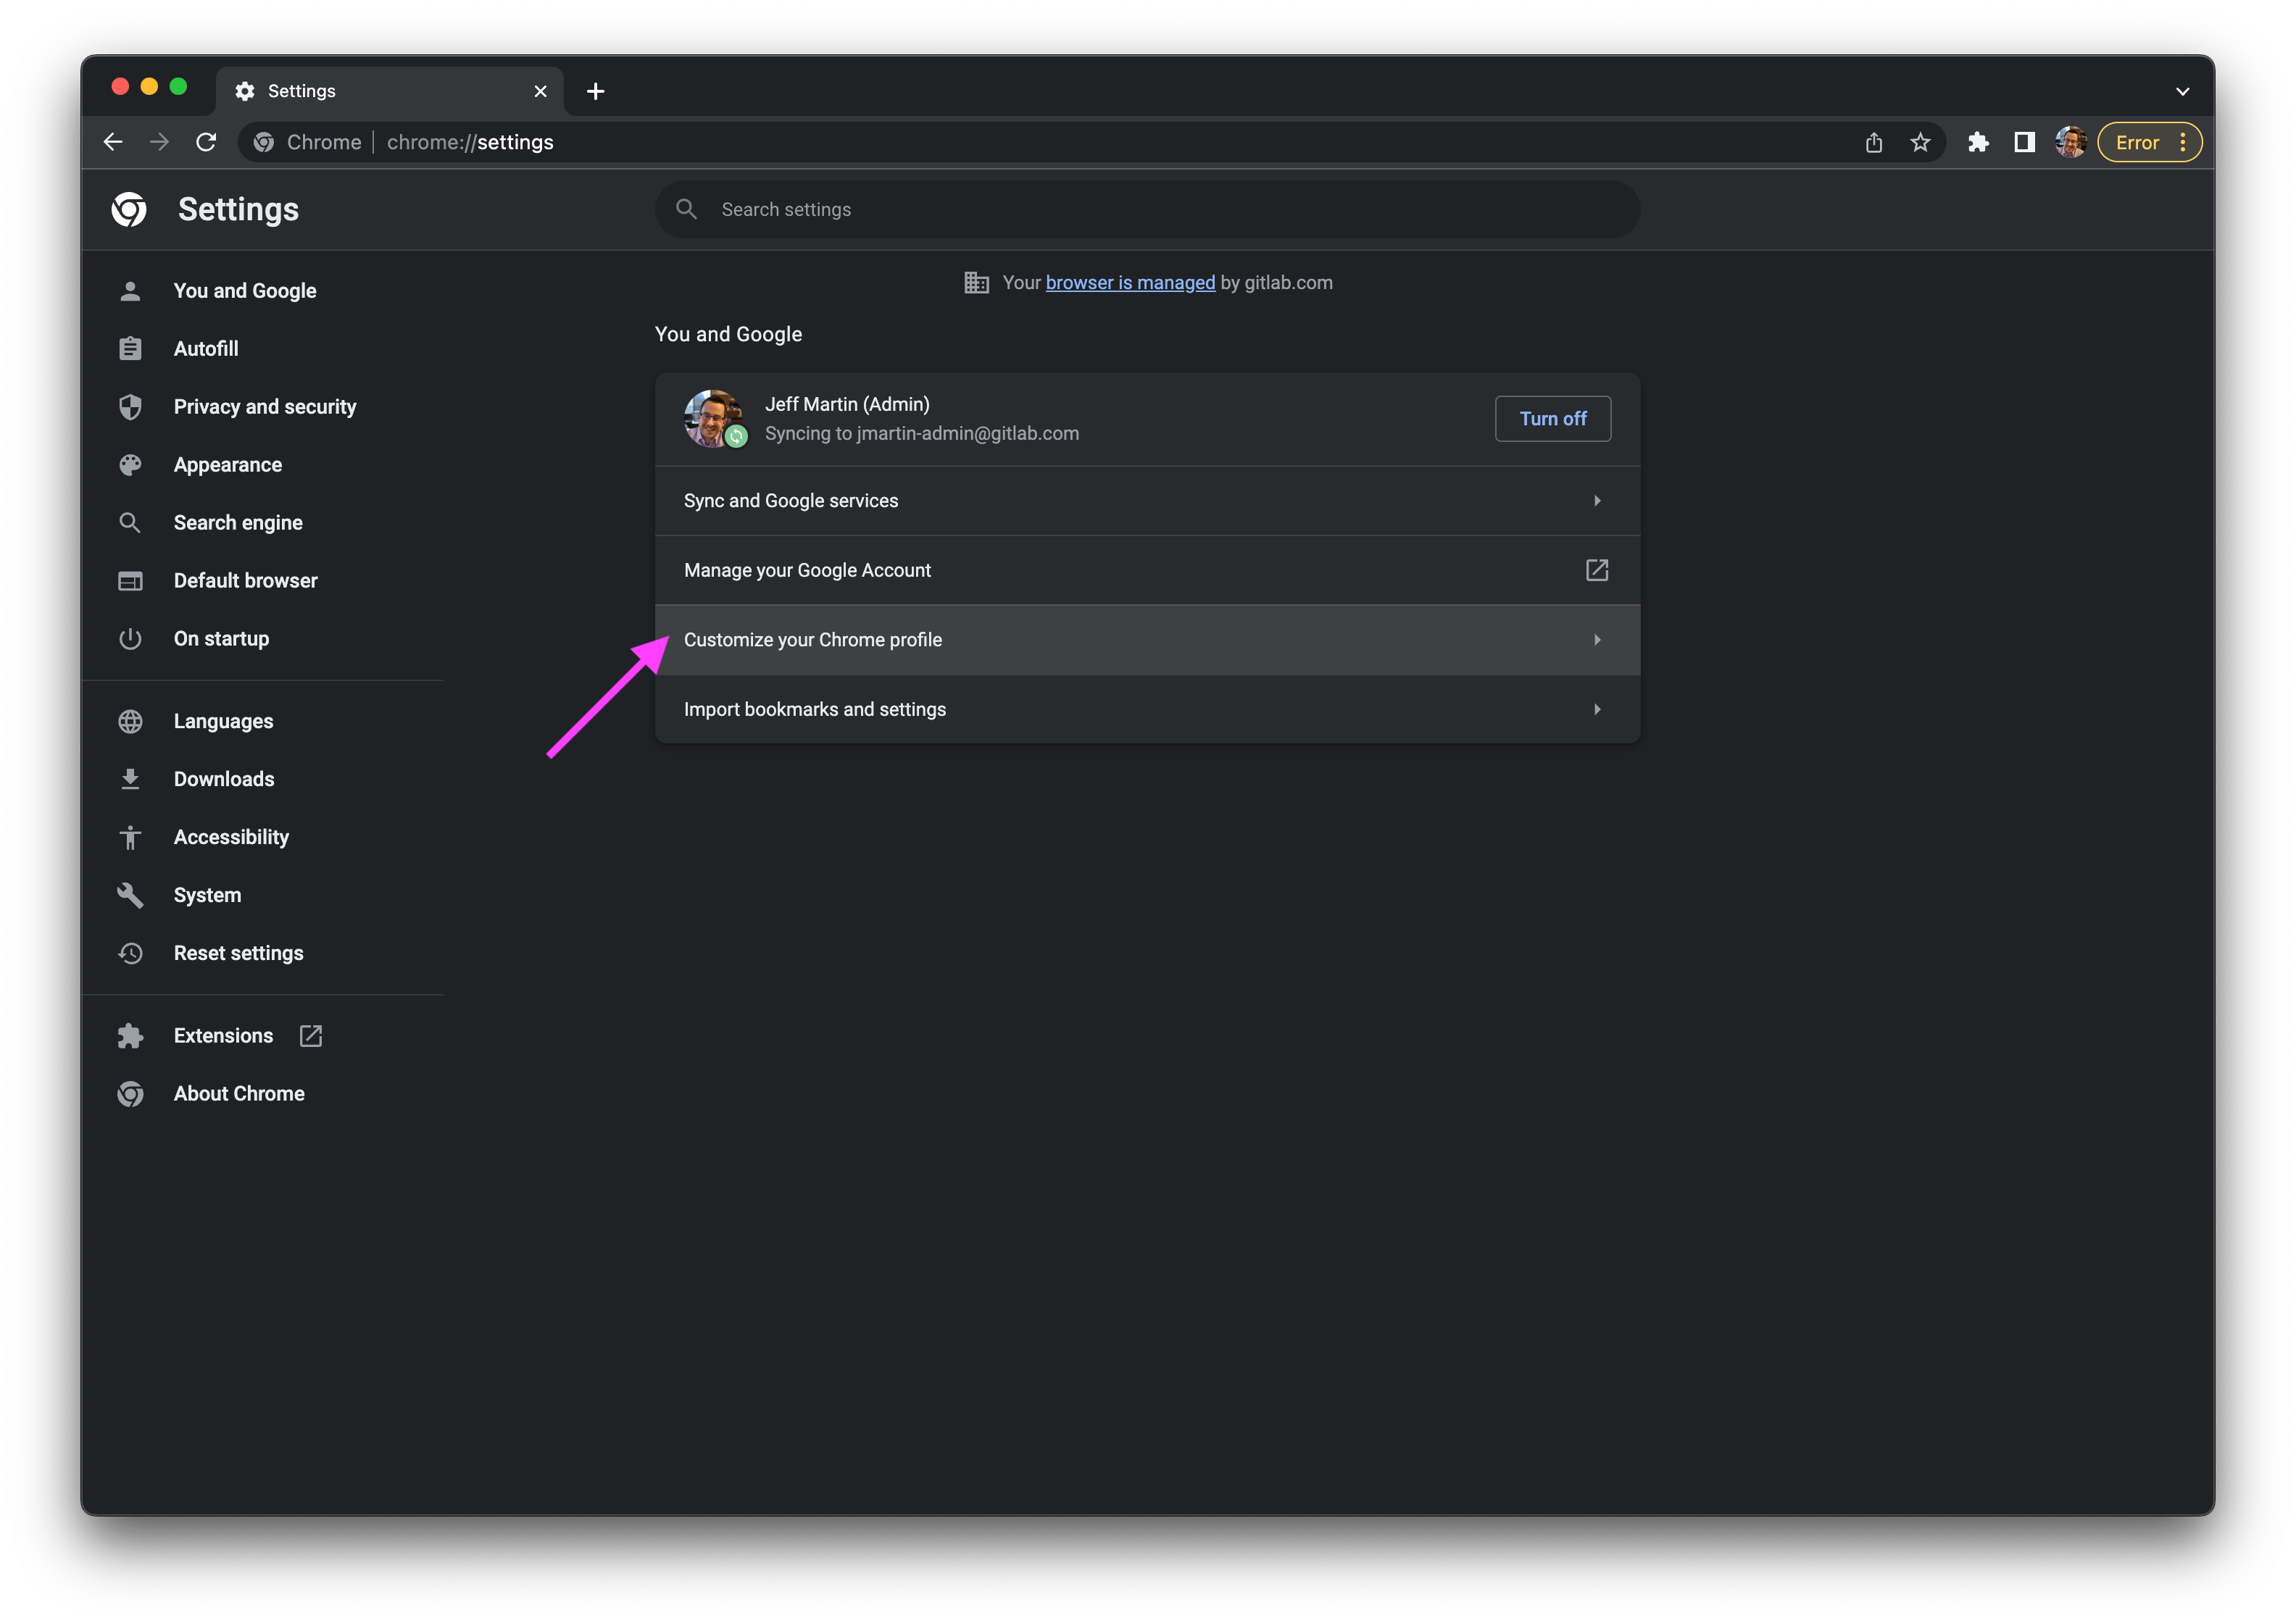 Settings
Chrome chrome://settings
Error
Settings
Search settings
Your browser is managed by gitlab.com
You and Google
Autofill
Privacy and security
Appearance
Search engine
Default browser
On startup
Languages
Downloads
Accessibility
System
Reset settings
Extensions
About Chrome
You and Google
Jeff Martin (Admin)
Syncing to jmartin-admin@gitlab.com
Turn off
Sync and Google services
Manage your Google Account
Customize your Chrome profile
Import bookmarks and settings